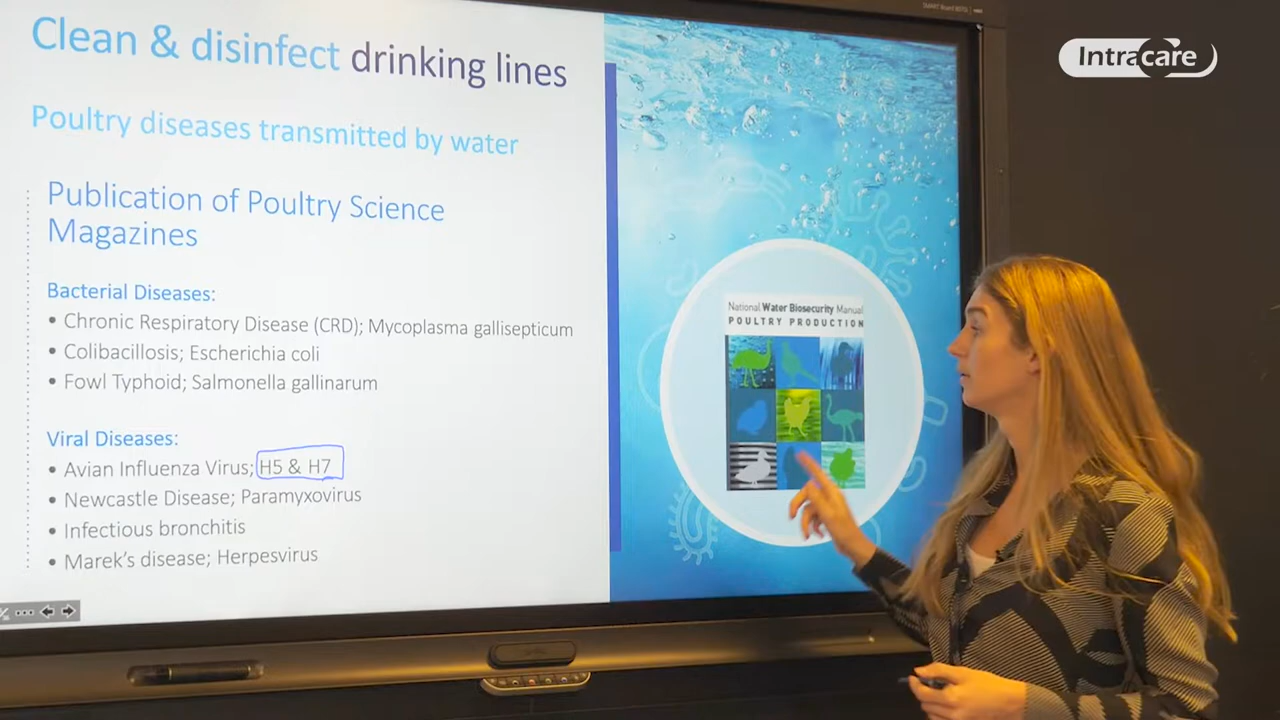 SMART Board
Intracare
Clean & disinfect drinking lines
Poultry diseases transmitted by water
Publication of Poultry Science
Magazines
Bacterial Diseases:
• Chronic Respiratory Disease (CRD); Mycoplasma gallisepticum
• Colibacillosis; Escherichia coli
• Fowl Typhoid; Salmonella gallinarum
Viral Diseases:
• Avian Influenza Virus; H5 & H7
• Newcastle Disease; Paramyxovirus
• Infectious bronchitis
• Marek's disease; Herpesvirus
National Water Biosecurity Manual
POULTRY PRODUCTION